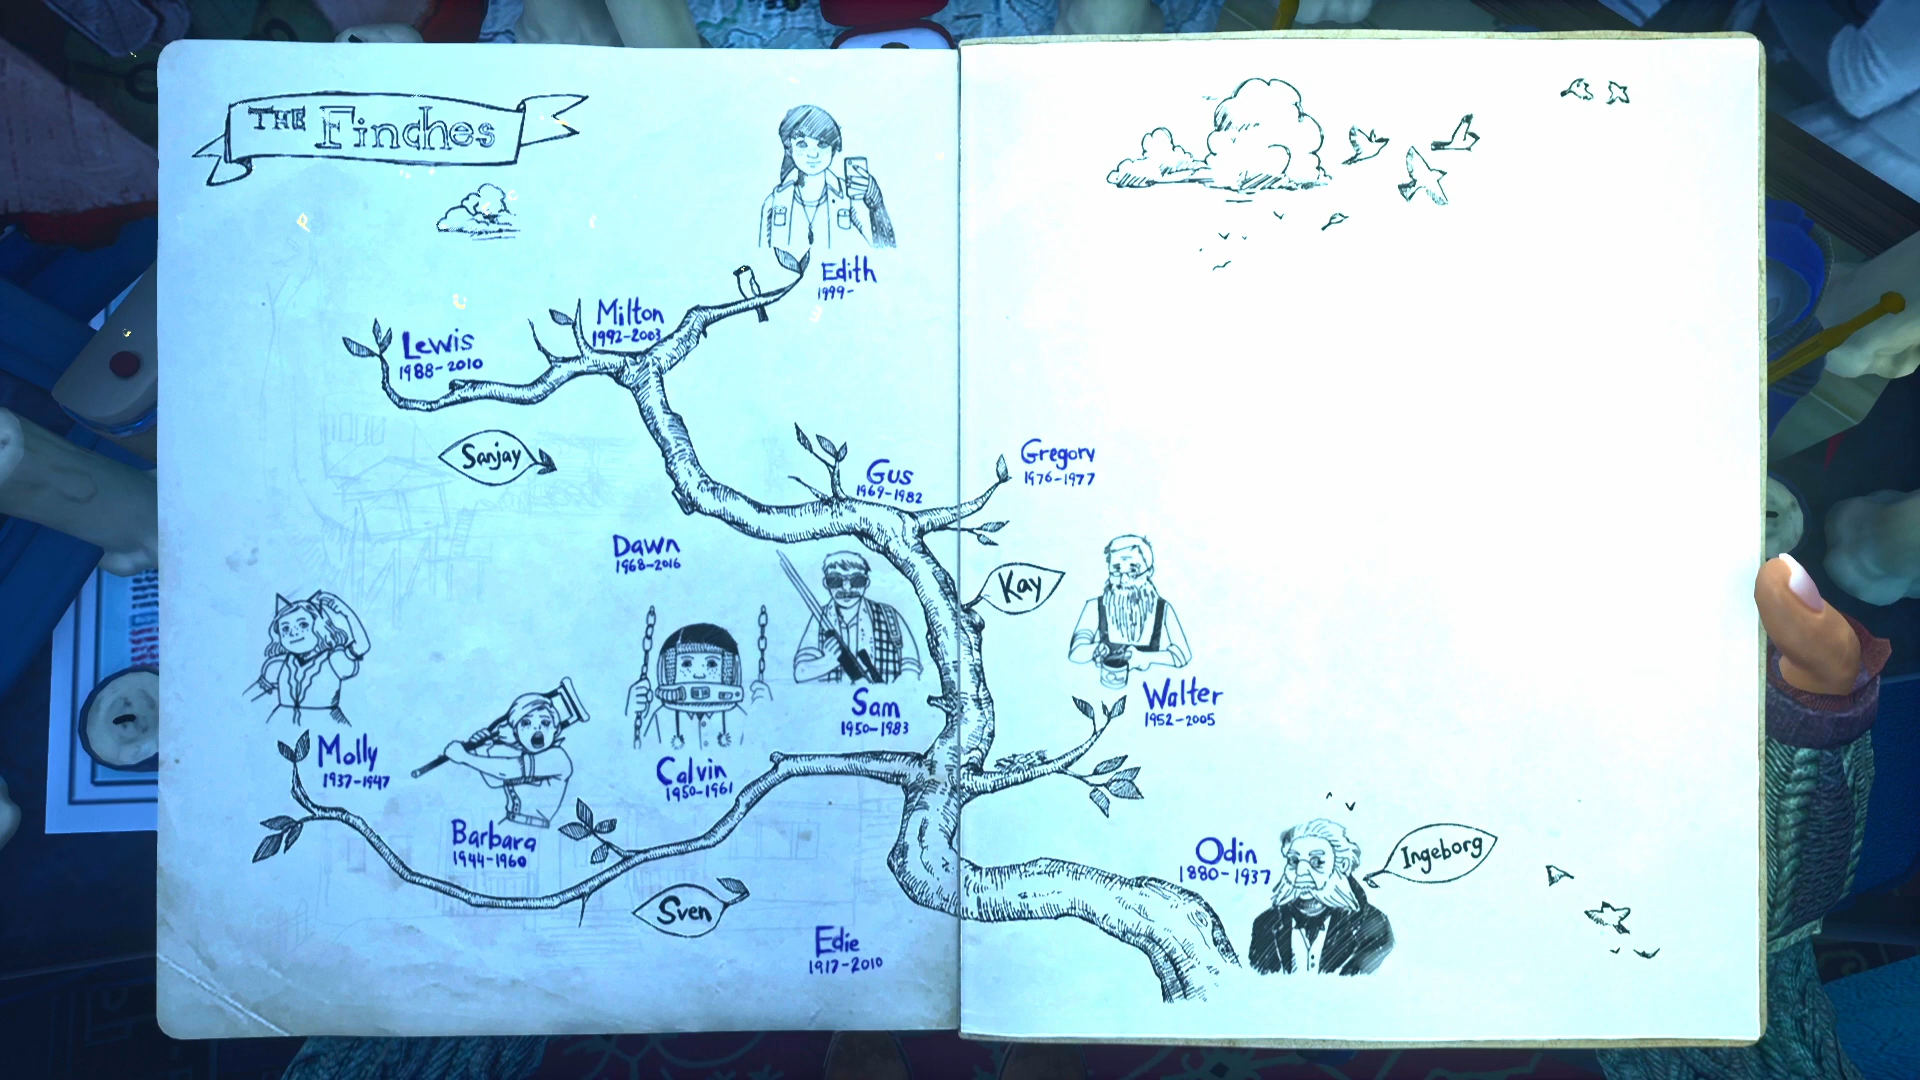 THE Finches
Edith
1999-
Milton
1992-2003
Lewis
1988-2010
Sanjay
Gregory
1976-1977
Gus
1969-1982
Dawn
1968-2016
Kay
Walter
1952-2005
Sam
1950-1983
Calvin
1950-1961
Molly
1937-1947
Barbara
1944-1960
Sven
Edie
1917-2010
Odin
1880-1937
Ingeborg